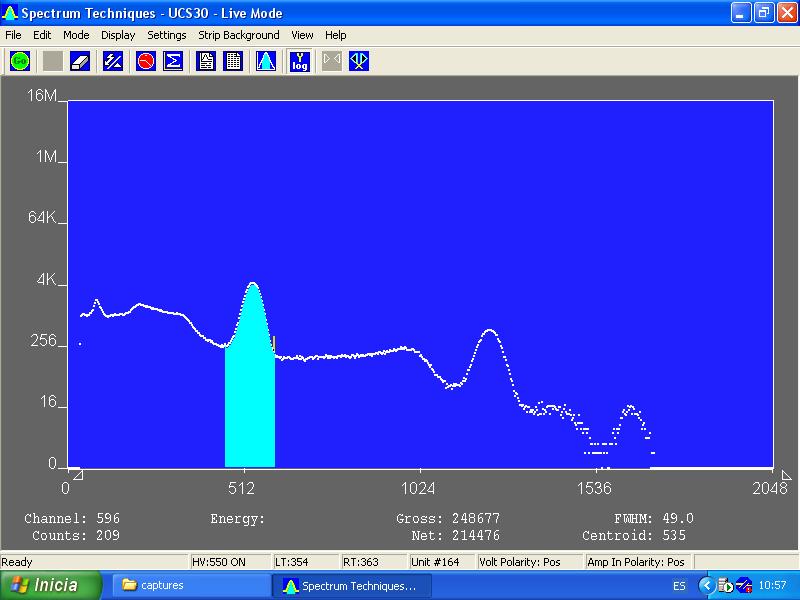 Spectrum Techniques - UCS30 - Live Mode
File Edit Mode Display Settings Strip Background View Help
Go Y log
16M
1M
64K
4K
256
16
0
0 512 1024 1536 2048
Channel: 596 Energy: Gross: 248677 FWHM: 49.0
Counts: 209 Net: 214476 Centroid: 535
Ready HV:550 ON LT:354 RT:363 Unit #164 Volt Polarity: Pos Amp In Polarity: Pos
Inicia captures Spectrum Techniques... ES 10:57